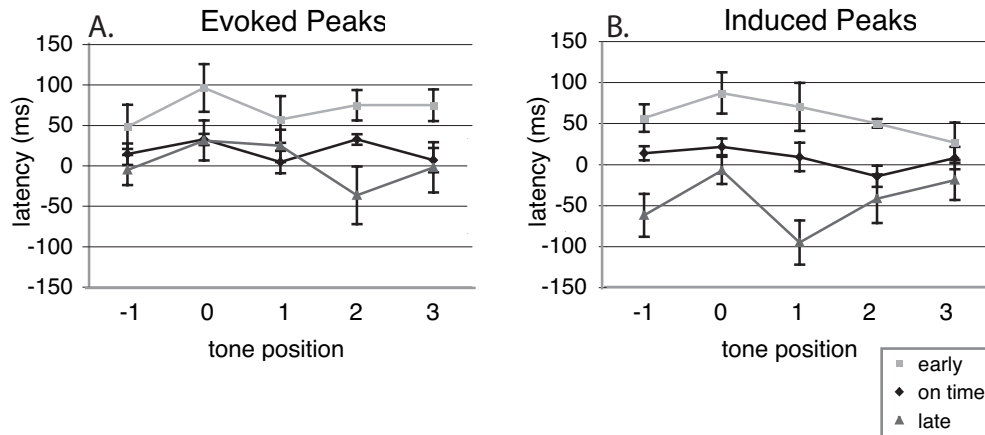 A. Evoked Peaks
latency (ms)
150
100
50
0
-50
-100
-150
-1 0 1 2 3
tone position
B. Induced Peaks
latency (ms)
150
100
50
0
-50
-100
-150
-1 0 1 2 3
tone position
early
on time
late